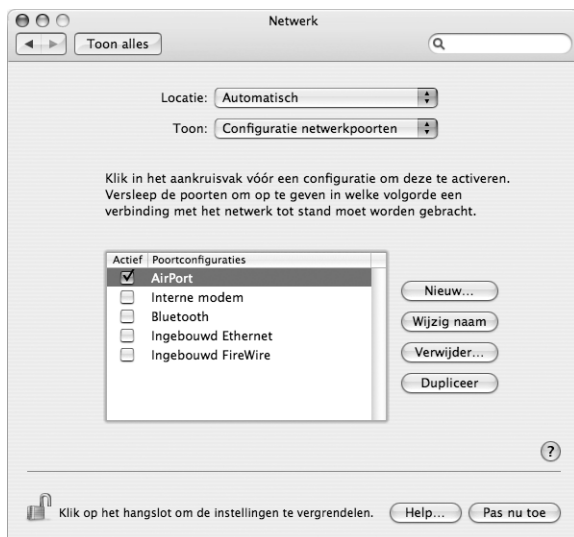 Netwerk
Toon alles
Locatie: Automatisch
Toon: Configuratie netwerkpoorten
Klik in het aankruisvak vóór een configuratie om deze te activeren.
Versleep de poorten om op te geven in welke volgorde een
verbinding met het netwerk tot stand moet worden gebracht.
Actief Poortconfiguraties
AirPort
Interne modem
Bluetooth
Ingebouwd Ethernet
Ingebouwd FireWire
Nieuw...
Wijzig naam
Verwijder...
Dupliceer
?
Klik op het hangslot om de instellingen te vergrendelen.
Help...
Pas nu toe